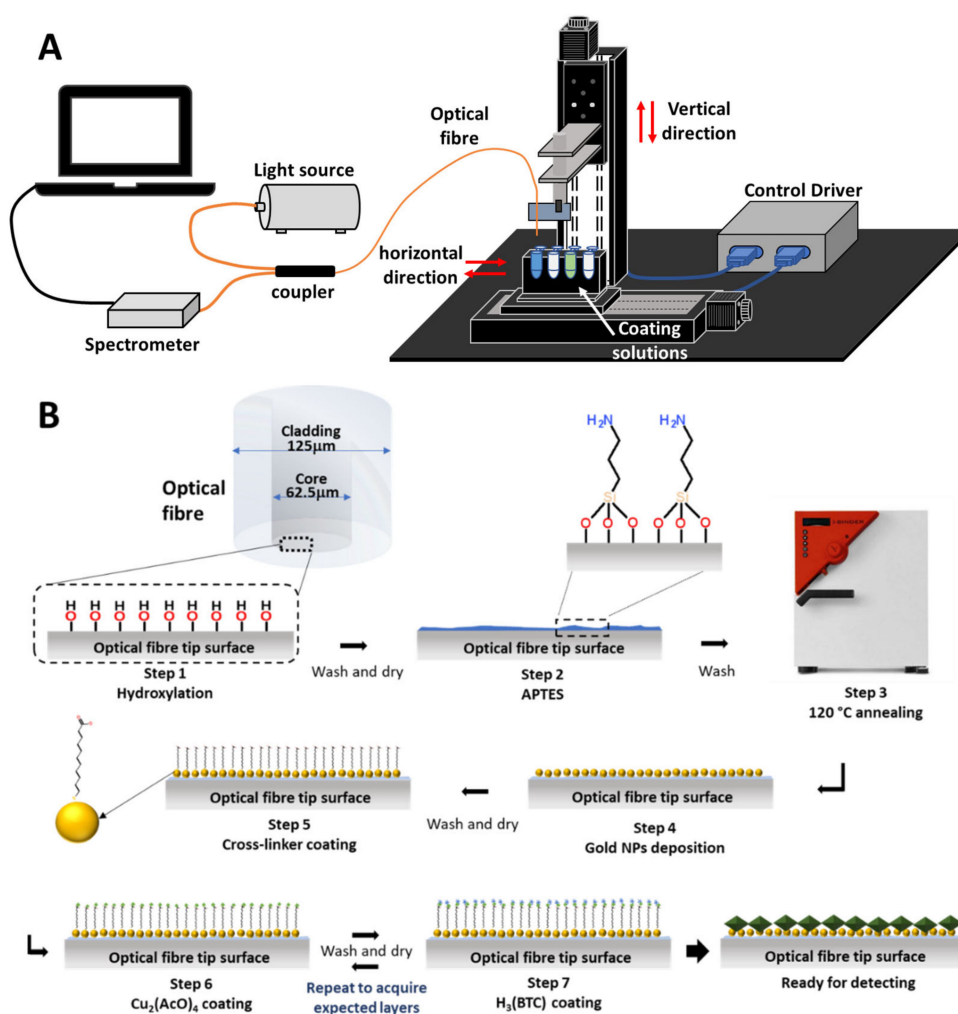 A
Optical
fibre
Vertical
direction
Light source
Control Driver
horizontal
direction
coupler
Spectrometer
Coating
solutions
B
Cladding
125μm
Core
62.5μm
Optical
fibre
H₂N H₂N
Si Si
O O O O O O
H H H H H H H H H
O O O O O O O O O
Optical fibre tip surface
Step 1
Hydroxylation
Wash and dry
Optical fibre tip surface
Step 2
APTES
Wash
BINDER
Step 3
120 °C annealing
Optical fibre tip surface
Step 5
Cross-linker coating
Wash and dry
Optical fibre tip surface
Step 4
Gold NPs deposition
Optical fibre tip surface
Step 6
Cu₂(AcO)₄ coating
Wash and dry
Repeat to acquire
expected layers
Optical fibre tip surface
Step 7
H₃(BTC) coating
Optical fibre tip surface
Ready for detecting